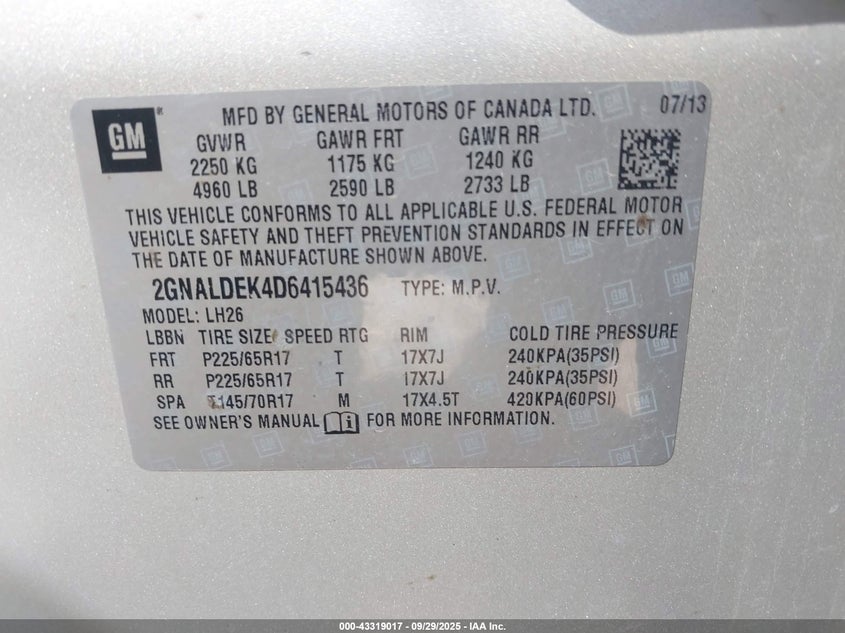 GM ® MFD BY GENERAL MOTORS OF CANADA LTD. 07/13
GVWR GAWR FRT GAWR RR
2250 KG 1175 KG 1240 KG
4960 LB 2590 LB 2733 LB
THIS VEHICLE CONFORMS TO ALL APPLICABLE U.S. FEDERAL MOTOR
VEHICLE SAFETY AND THEFT PREVENTION STANDARDS IN EFFECT ON
THE DATE OF MANUFACTURE SHOWN ABOVE.
2GNALDEK4D6415436 TYPE: M.P.V.
MODEL: LH26
LBBN TIRE SIZE SPEED RTG RIM COLD TIRE PRESSURE
FRT P225/65R17 T 17X7J 240KPA(35PSI)
RR P225/65R17 T 17X7J 240KPA(35PSI)
SPA T145/70R17 M 17X4.5T 420KPA(60PSI)
SEE OWNER'S MANUAL i FOR MORE INFORMATION.
000-43319017 - 09/29/2025 - IAA Inc.